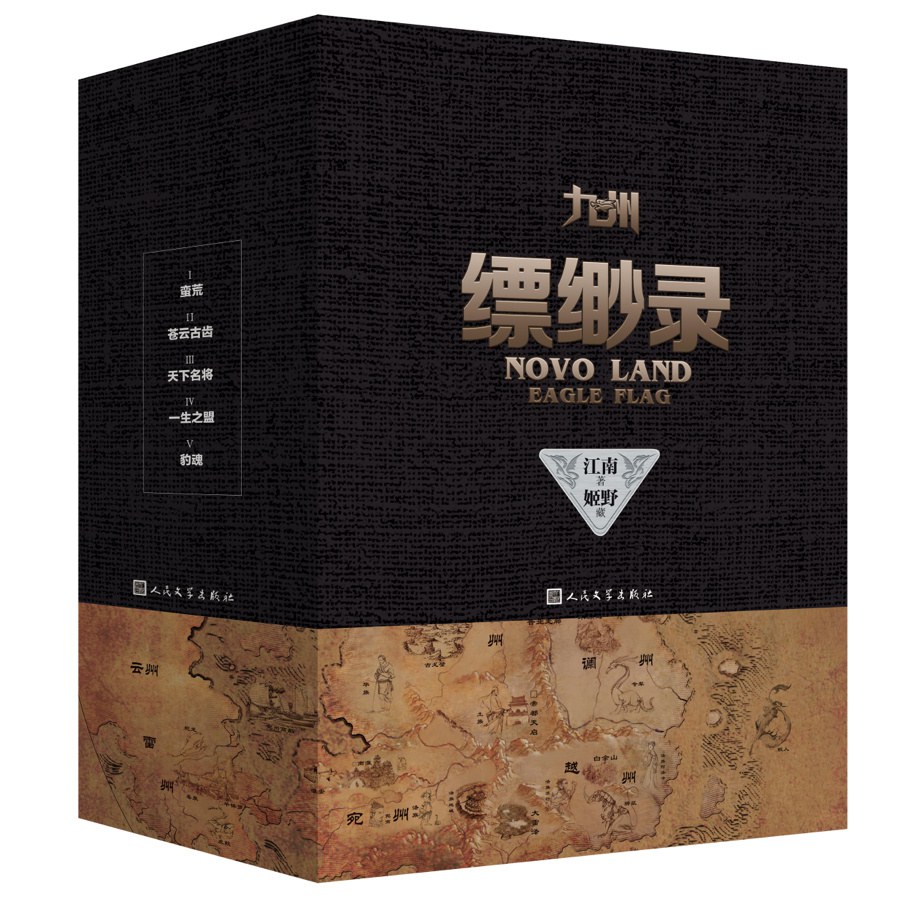 I
蛮荒
II
苍云古齿
III
天下名将
IV
一生之盟
V
豹魂
人民文学出版社
九州
缥缈录
NOVO LAND
EAGLE FLAG
江南
著
姬野
藏
人民文学出版社
云州
雷
州
州
澜州
越
州
宛
州